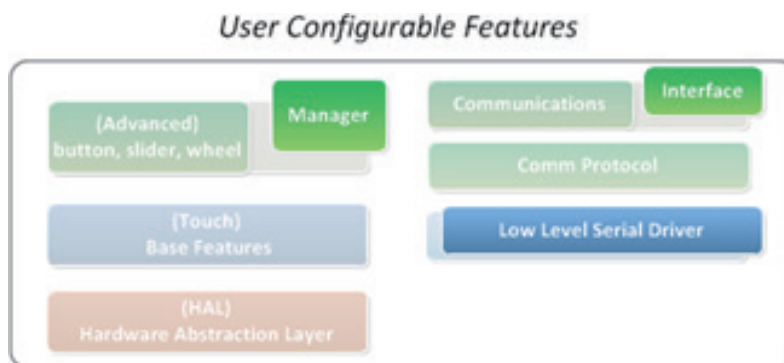 User Configurable Features
(Advanced)
button, slider, wheel
Manager
(Touch)
Base Features
(HAL)
Hardware Abstraction Layer
Communications
Interface
Comm Protocol
Low Level Serial Driver